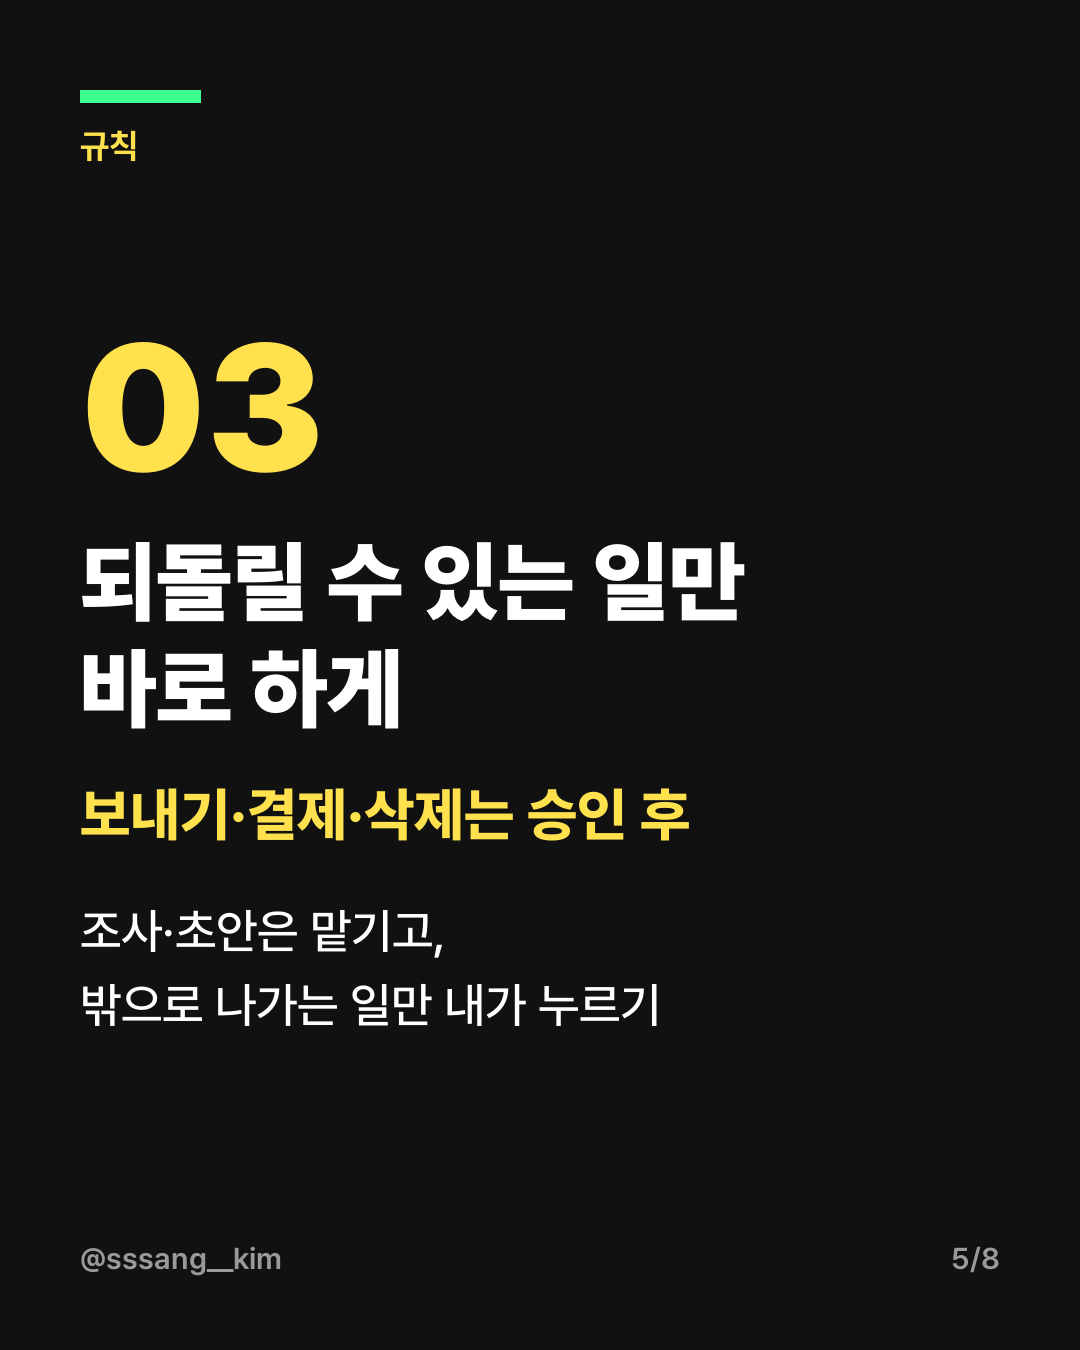 규칙
03
되돌릴 수 있는 일만
바로 하게
보내기·결제·삭제는 승인 후
조사·초안은 맡기고,
밖으로 나가는 일만 내가 누르기
@sssang__kim
5/8